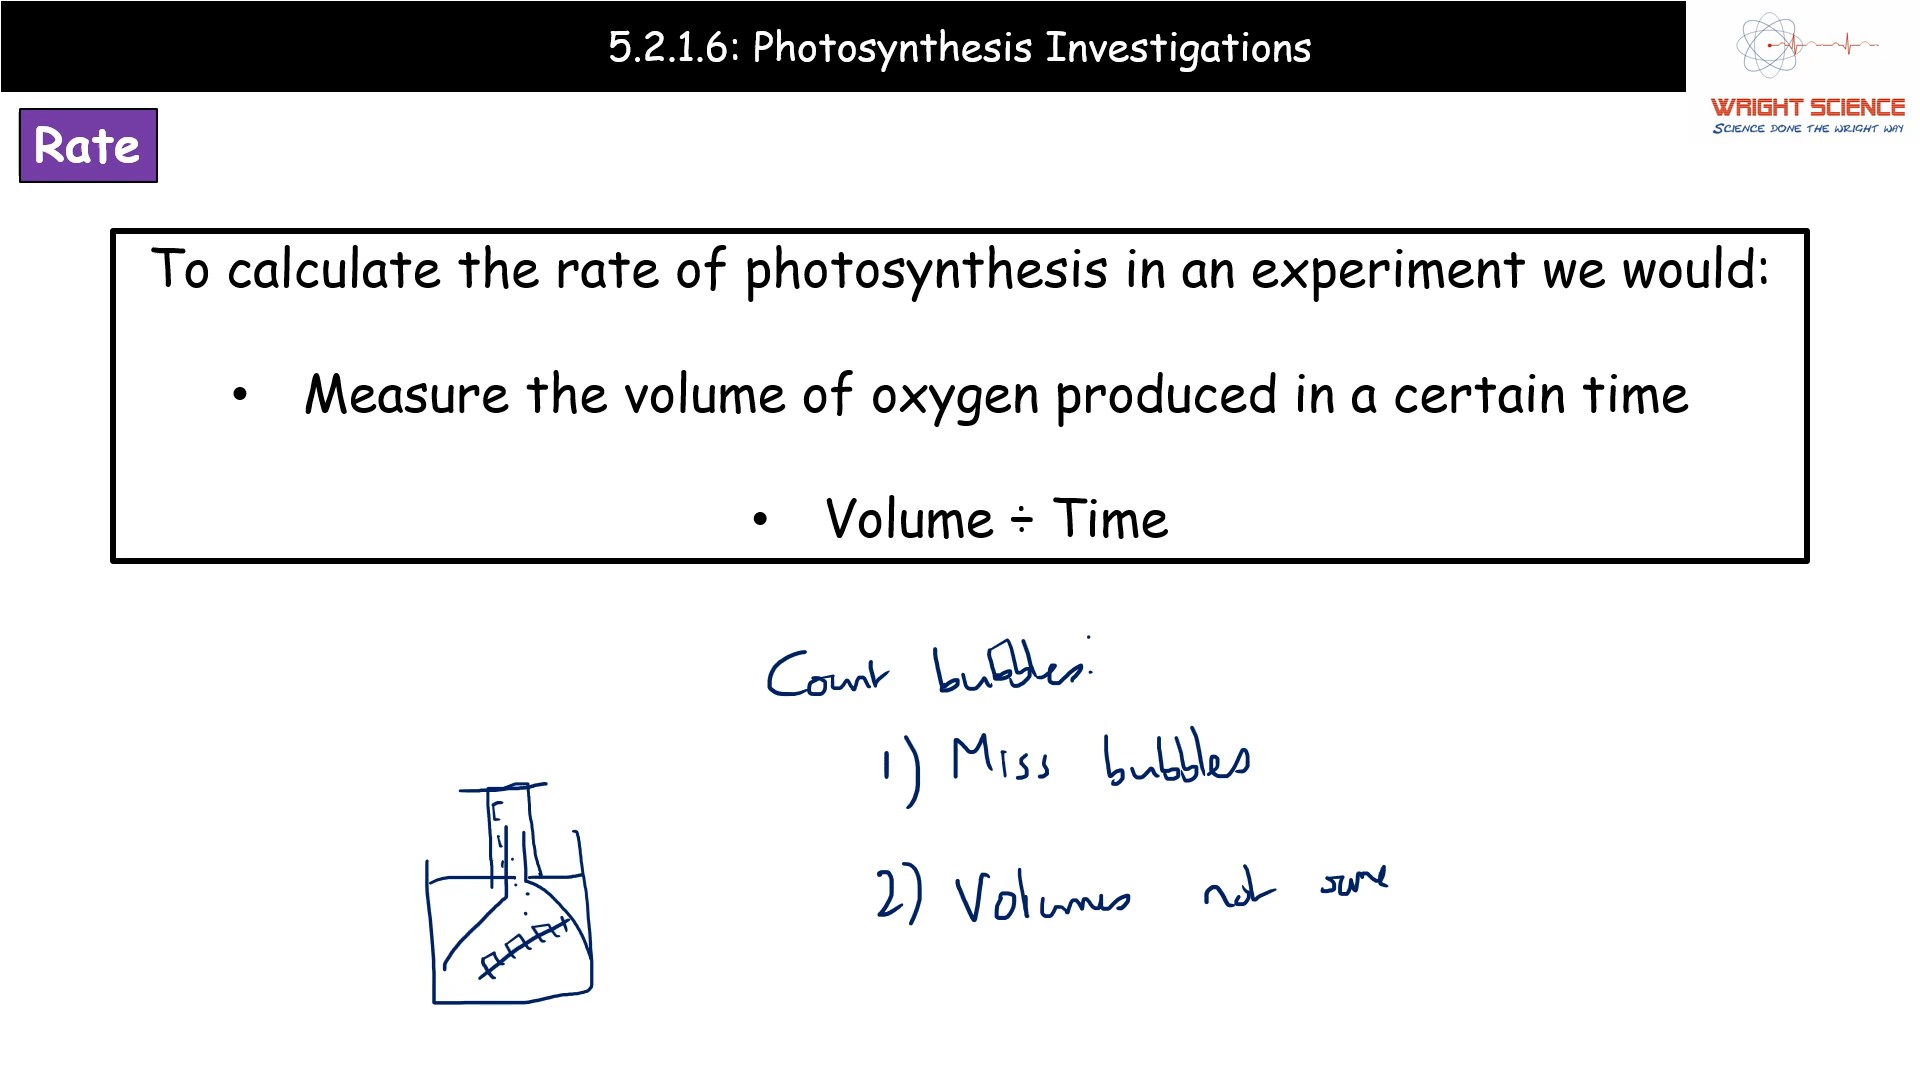 5.2.1.6: Photosynthesis Investigations
WRIGHT SCIENCE
SCIENCE DONE THE WRIGHT WAY
Rate
To calculate the rate of photosynthesis in an experiment we would:
• Measure the volume of oxygen produced in a certain time
• Volume ÷ Time
Count bubbles:
1) Miss bubbles
2) Volumes not same